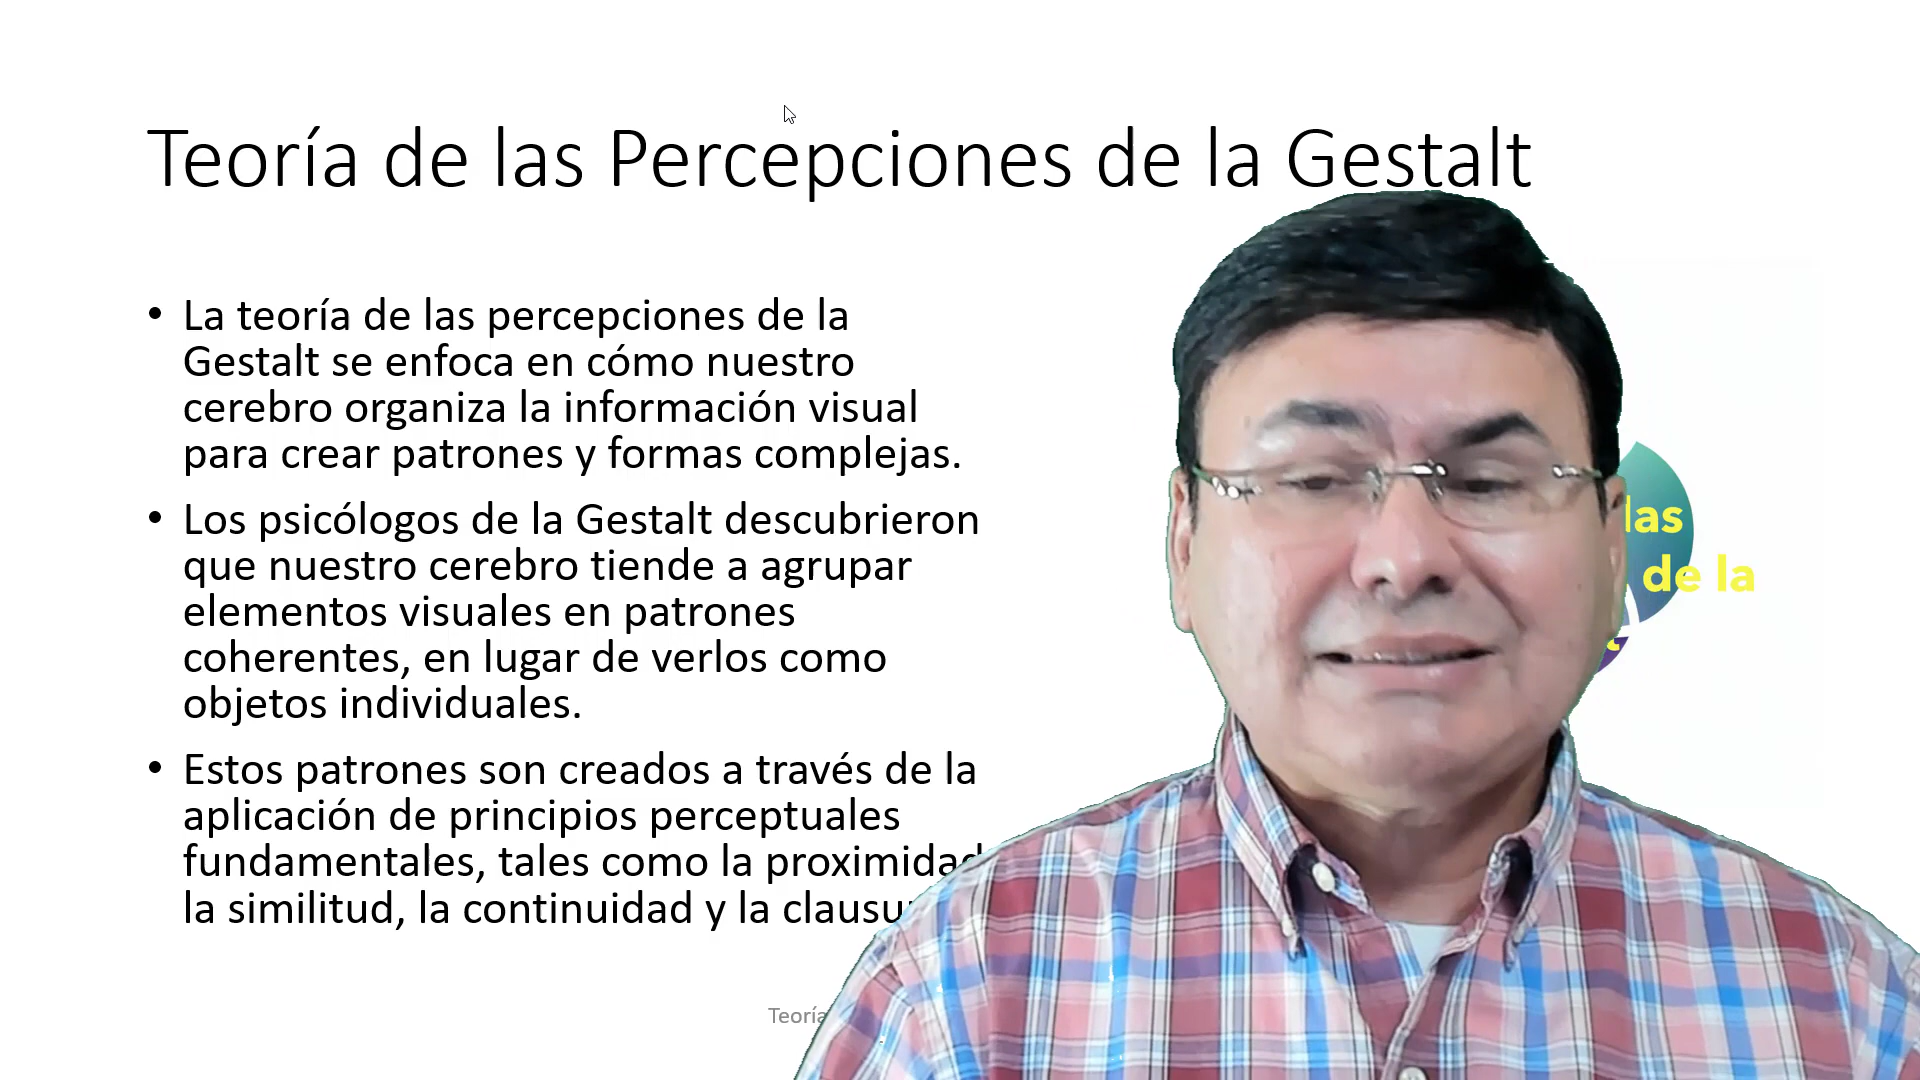 Teoría de las Percepciones de la Gestalt
• La teoría de las percepciones de la
Gestalt se enfoca en cómo nuestro
cerebro organiza la información visual
para crear patrones y formas complejas.
• Los psicólogos de la Gestalt descubrieron
que nuestro cerebro tiende a agrupar
elementos visuales en patrones
coherentes, en lugar de verlos como
objetos individuales.
• Estos patrones son creados a través de la
aplicación de principios perceptuales
fundamentales, tales como la proximidad
la similitud, la continuidad y la
las
de la
Teoría